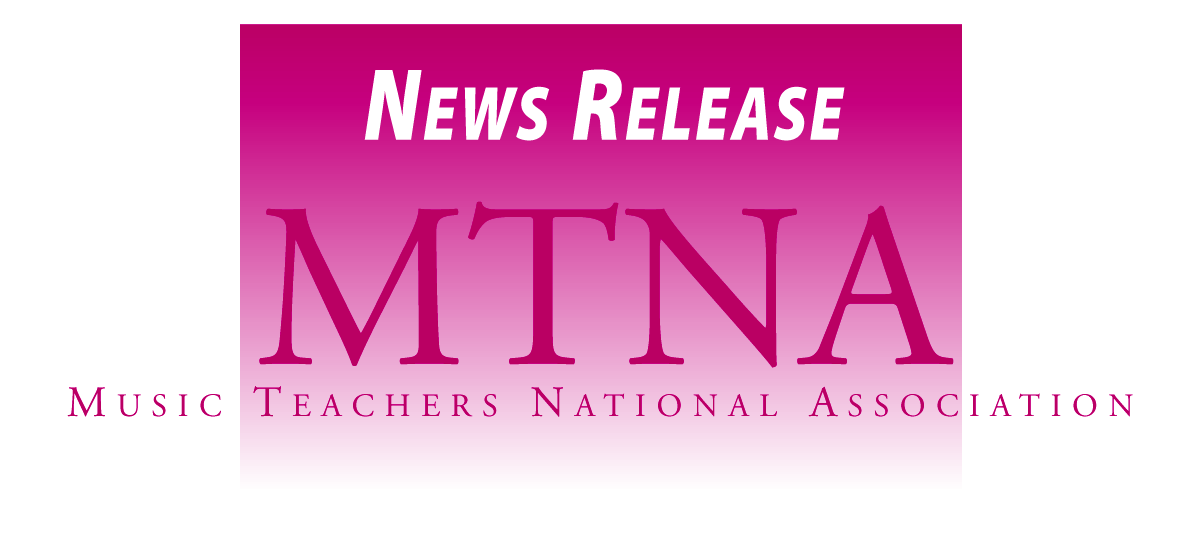 NEWS RELEASE
MTNA
MUSIC TEACHERS NATIONAL ASSOCIATION